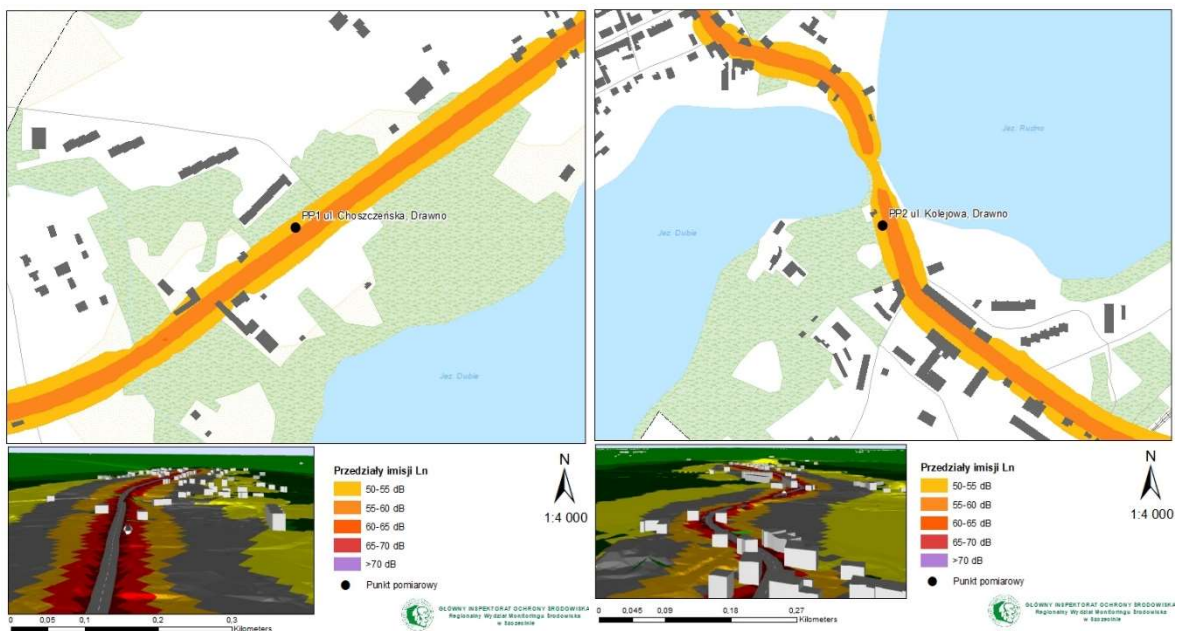 PP1 ul. Choszczeńska, Drawno
Jez. Dubie
Przedziały imisji Ln
50-55 dB
55-60 dB
60-65 dB
65-70 dB
>70 dB
Punkt pomiarowy
N
1:4 000
GŁÓWNY INSPEKTORAT OCHRONY ŚRODOWISKA
Regionalny Wydział Monitoringu Środowiska
w Szczecinie
0 0,05 0,1 0,2 0,3
Kilometers
Jez. Rudno
PP2 ul. Kolejowa, Drawno
Jez. Dubie
Przedziały imisji Ln
50-55 dB
55-60 dB
60-65 dB
65-70 dB
>70 dB
Punkt pomiarowy
N
1:4 000
GŁÓWNY INSPEKTORAT OCHRONY ŚRODOWISKA
Regionalny Wydział Monitoringu Środowiska
w Szczecinie
0 0,045 0,09 0,18 0,27
Kilometers